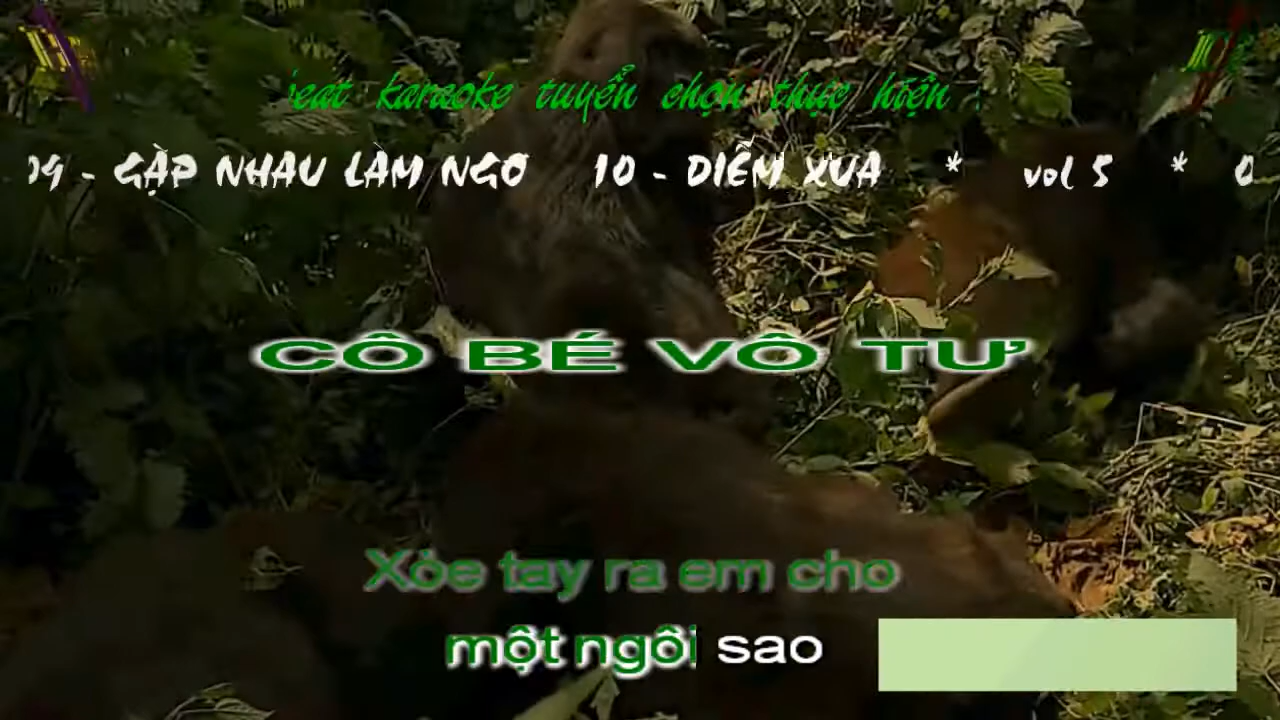 karaoke tuyển chọn thực hiện
09 - GẶP NHAU LÀM NGƠ 10 - DIỄM XƯA * vol 5 *
CÔ BÉ VÔ TƯ
Xòe tay ra em cho
một ngôi sao